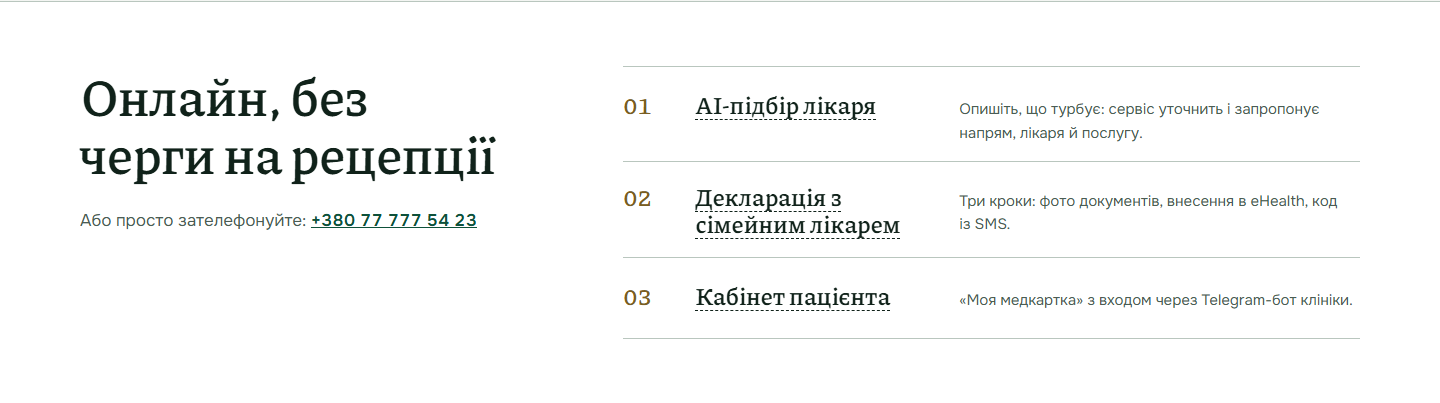 Онлайн, без
черги на рецепції
Або просто зателефонуйте: +380 77 777 54 23
01
АІ-підбір лікаря
Опишіть, що турбує: сервіс уточнить і запропонує
напрям, лікаря й послугу.
02
Декларація з
сімейним лікарем
Три кроки: фото документів, внесення в eHealth, код
із SMS.
03
Кабінет пацієнта
«Моя медкартка» з входом через Telegram-бот клініки.